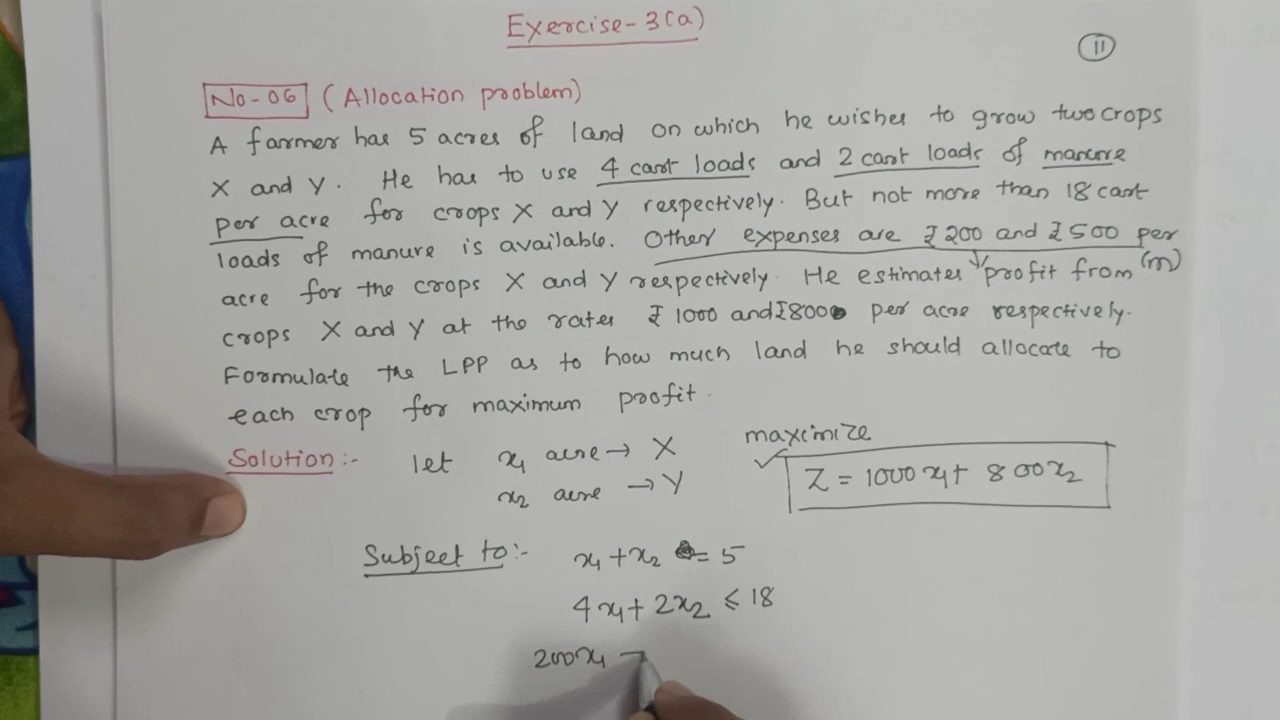 Exercise-3(a)
11
No-06 (Allocation problem)
A farmer has 5 acres of land on which he wishes to grow two crops
X and Y. He has to use 4 cart loads and 2 cart loads of manure
per acre for crops X and Y respectively. But not more than 18 cart
loads of manure is available. Other expenses are ₹200 and ₹500 per
acre for the crops X and Y respectively. He estimates profit from (m)
crops X and Y at the rates ₹1000 and ₹800 per acre respectively.
Formulate the LPP as to how much land he should allocate to
each crop for maximum profit.
Solution:- let x₁ acre → X
x₂ acre → Y
maximize
✓ Z = 1000x₁ + 800x₂
Subject to:- x₁ + x₂ = 5
4x₁ + 2x₂ ≤ 18
200x₁